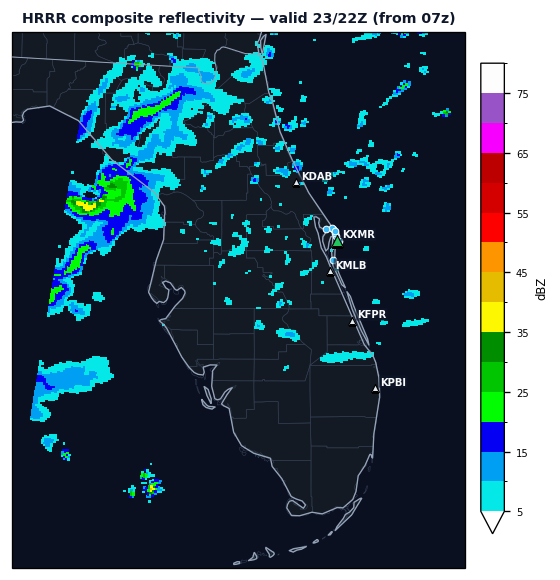 HRRR composite reflectivity — valid 23/22Z (from 07z)
KDAB
KXMR
KMLB
KFPR
KPBI
75
65
55
45
35
25
15
5
dBZ